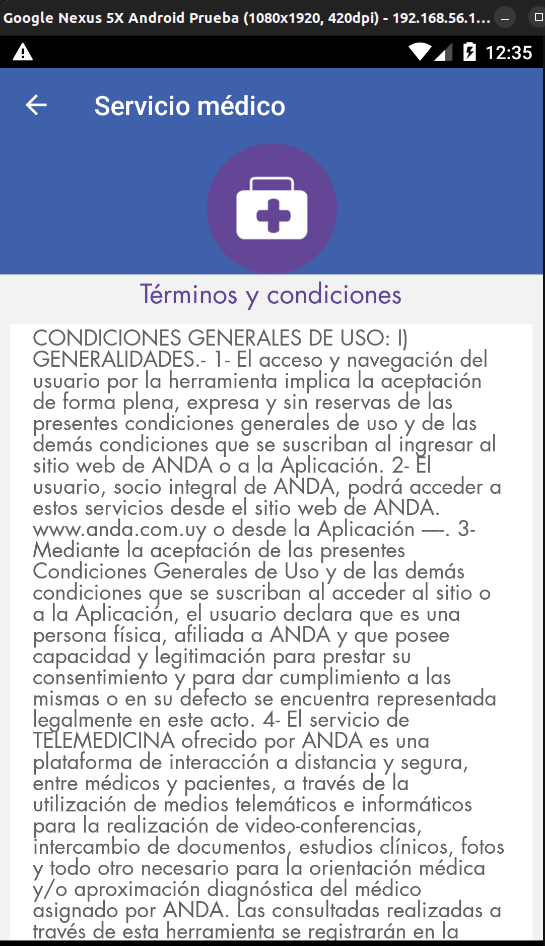 Google Nexus 5X Android Prueba (1080x1920, 420dpi) - 192.168.56.1...
12:35
Servicio médico
Términos y condiciones
CONDICIONES GENERALES DE USO: I)
GENERALIDADES.- 1- El acceso y navegación del
usuario por la herramienta implica la aceptación
de forma plena, expresa y sin reservas de las
presentes condiciones generales de uso y de las
demás condiciones que se suscriban al ingresar al
sitio web de ANDA o a la Aplicación. 2- El
usuario, socio integral de ANDA, podrá acceder a
estos servicios desde el sitio web de ANDA.
www.anda.com.uy o desde la Aplicación ––-. 3-
Mediante la aceptación de las presentes
Condiciones Generales de Uso y de las demás
condiciones que se suscriban al acceder al sitio o
a la Aplicación, el usuario declara que es una
persona física, afiliada a ANDA y que posee
capacidad y legitimación para prestar su
consentimiento y para dar cumplimiento a las
mismas o en su defecto se encuentra representada
legalmente en este acto. 4- El servicio de
TELEMEDICINA ofrecido por ANDA es una
plataforma de interacción a distancia y segura,
entre médicos y pacientes, a través de la
utilización de medios telemáticos e informáticos
para la realización de video-conferencias,
intercambio de documentos, estudios clínicos, fotos
y todo otro necesario para la orientación médica
y/o aproximación diagnóstica del médico
asignado por ANDA. Las consultadas realizadas a
través de esta herramienta se registrarán en la